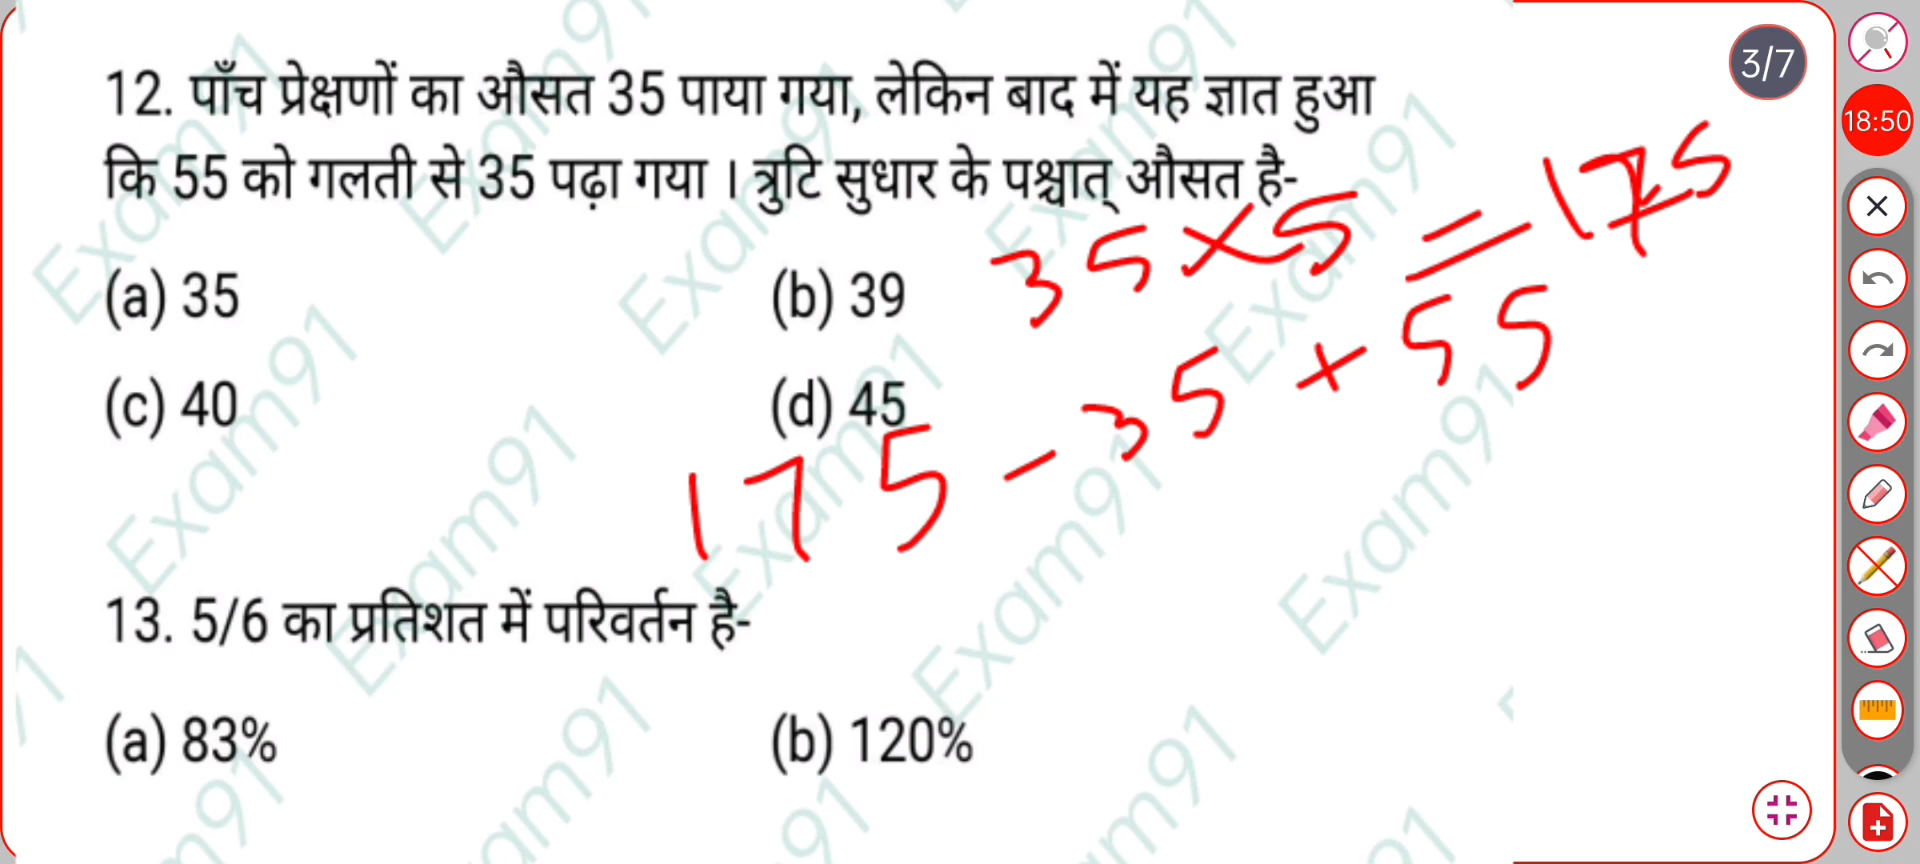 12. पाँच प्रेक्षणों का औसत 35 पाया गया, लेकिन बाद में यह ज्ञात हुआ
कि 55 को गलती से 35 पढ़ा गया । त्रुटि सुधार के पश्चात् औसत है-
35 × 5 = 175
(a) 35 (b) 39
(c) 40 (d) 45
175 - 35 + 55
13. 5/6 का प्रतिशत में परिवर्तन है-
(a) 83% (b) 120%
3/7
18:50
Exam91